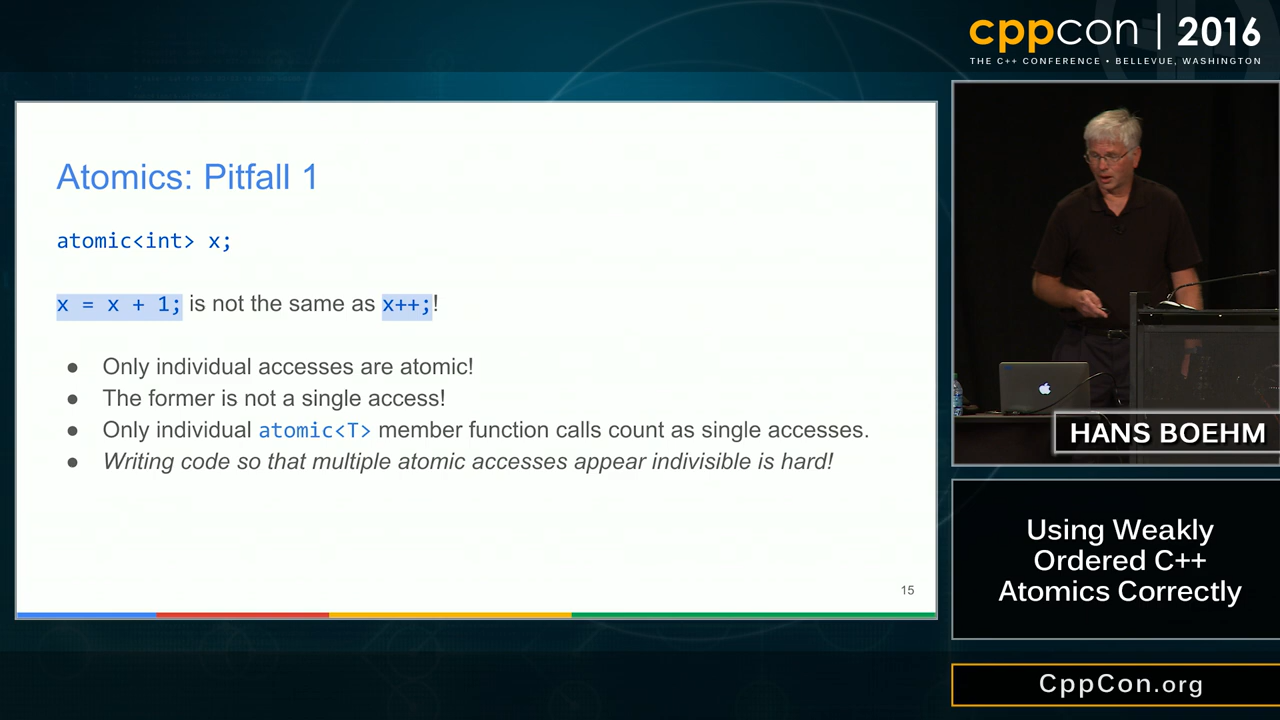 cppcon | 2016
THE C++ CONFERENCE • BELLEVUE, WASHINGTON
Atomics: Pitfall 1
atomic<int> x;
x = x + 1; is not the same as x++;!
● Only individual accesses are atomic!
● The former is not a single access!
● Only individual atomic<T> member function calls count as single accesses.
● Writing code so that multiple atomic accesses appear indivisible is hard!
15
HANS BOEHM
Using Weakly
Ordered C++
Atomics Correctly
CppCon.org